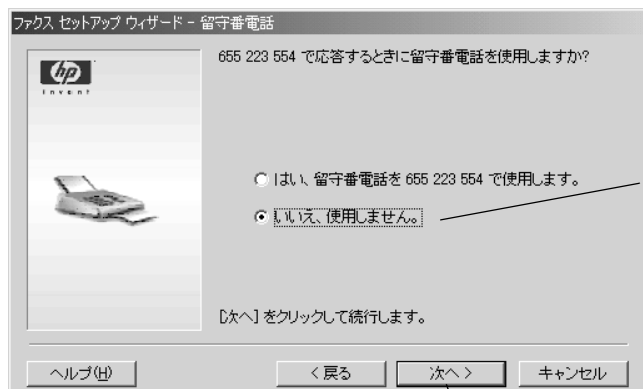 ファクス セットアップ ウィザード - 留守番電話
hp
invent
655 223 554 で応答するときに留守番電話を使用しますか?
はい、留守番電話を 655 223 554 で使用します。
いいえ、使用しません。
[次へ] をクリックして続行します。
ヘルプ(H)
< 戻る
次へ >
キャンセル